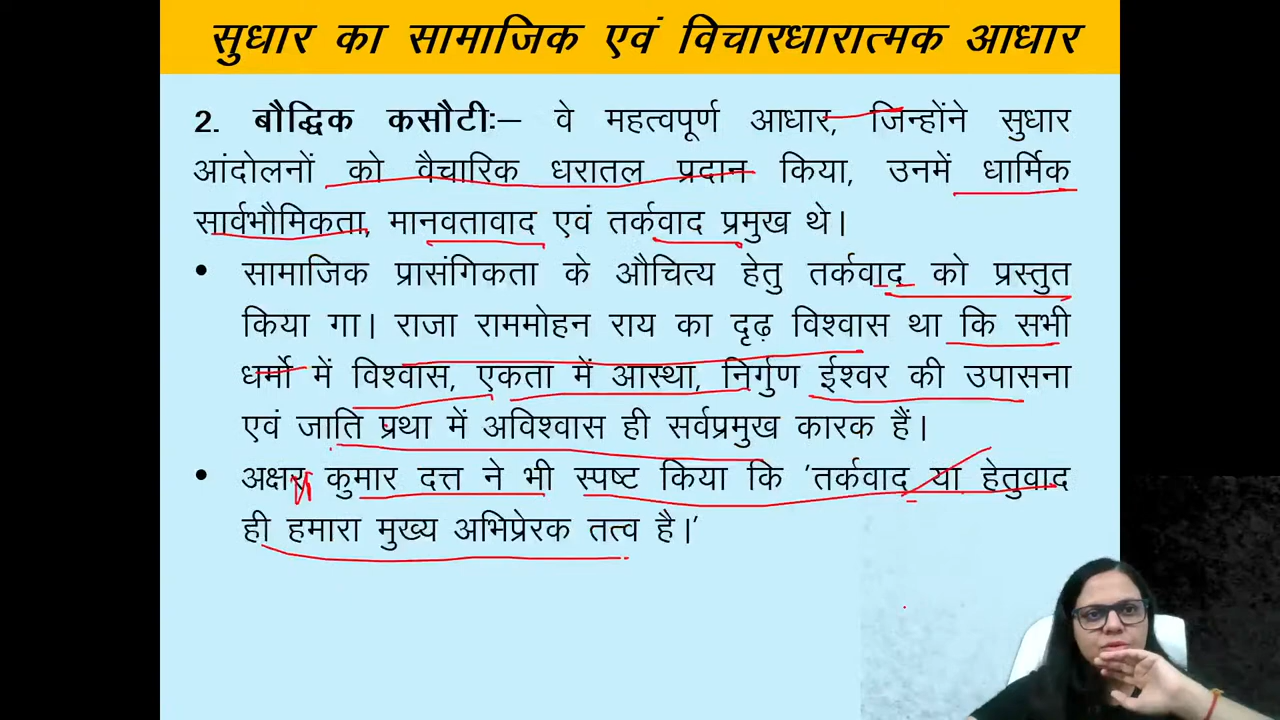 सुधार का सामाजिक एवं विचारधारात्मक आधार
2. बौद्धिक कसौटीः– वे महत्वपूर्ण आधार, जिन्होंने सुधार
आंदोलनों को वैचारिक धरातल प्रदान किया, उनमें धार्मिक
सार्वभौमिकता, मानवतावाद एवं तर्कवाद प्रमुख थे।
• सामाजिक प्रासंगिकता के औचित्य हेतु तर्कवाद को प्रस्तुत
किया गा। राजा राममोहन राय का दृढ़ विश्वास था कि सभी
धर्मो में विश्वास, एकता में आस्था, निर्गुण ईश्वर की उपासना
एवं जाति प्रथा में अविश्वास ही सर्वप्रमुख कारक हैं।
• अक्षर कुमार दत्त ने भी स्पष्ट किया कि 'तर्कवाद या हेतुवाद
ही हमारा मुख्य अभिप्रेरक तत्व है।'